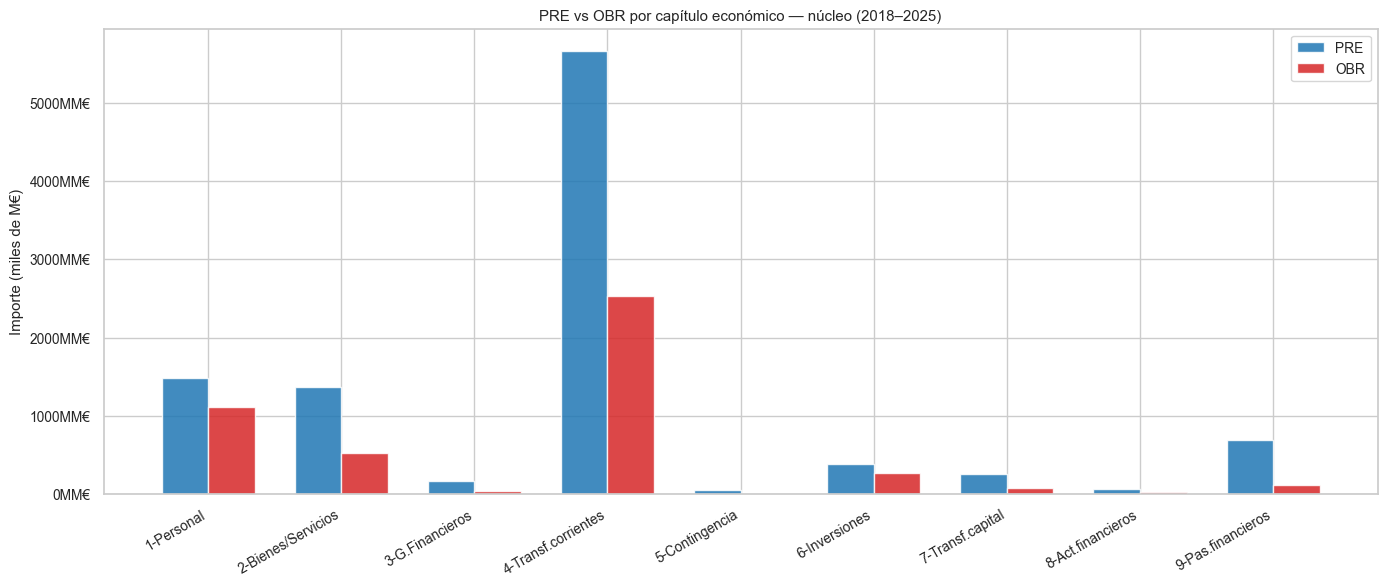 PRE vs OBR por capítulo económico — núcleo (2018–2025)
PRE
OBR
Importe (miles de M€)
5000MM€
4000MM€
3000MM€
2000MM€
1000MM€
0MM€
1-Personal
2-Bienes/Servicios
3-G.Financieros
4-Transf.corrientes
5-Contingencia
6-Inversiones
7-Transf.capital
8-Act.financieros
9-Pas.financieros